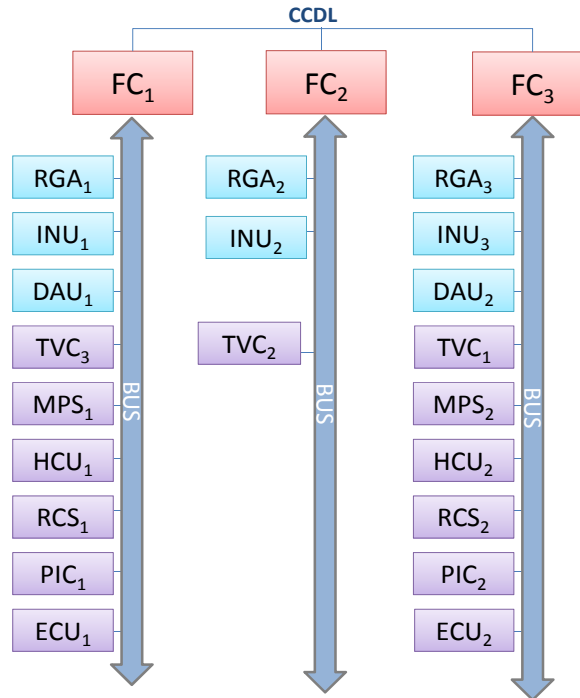 CCDL
FC₁ FC₂ FC₃
RGA₁ RGA₂ RGA₃
INU₁ INU₂ INU₃
DAU₁ DAU₂
TVC₃ TVC₂ TVC₁
MPS₁ BUS BUS MPS₂ BUS
HCU₁ HCU₂
RCS₁ RCS₂
PIC₁ PIC₂
ECU₁ ECU₂